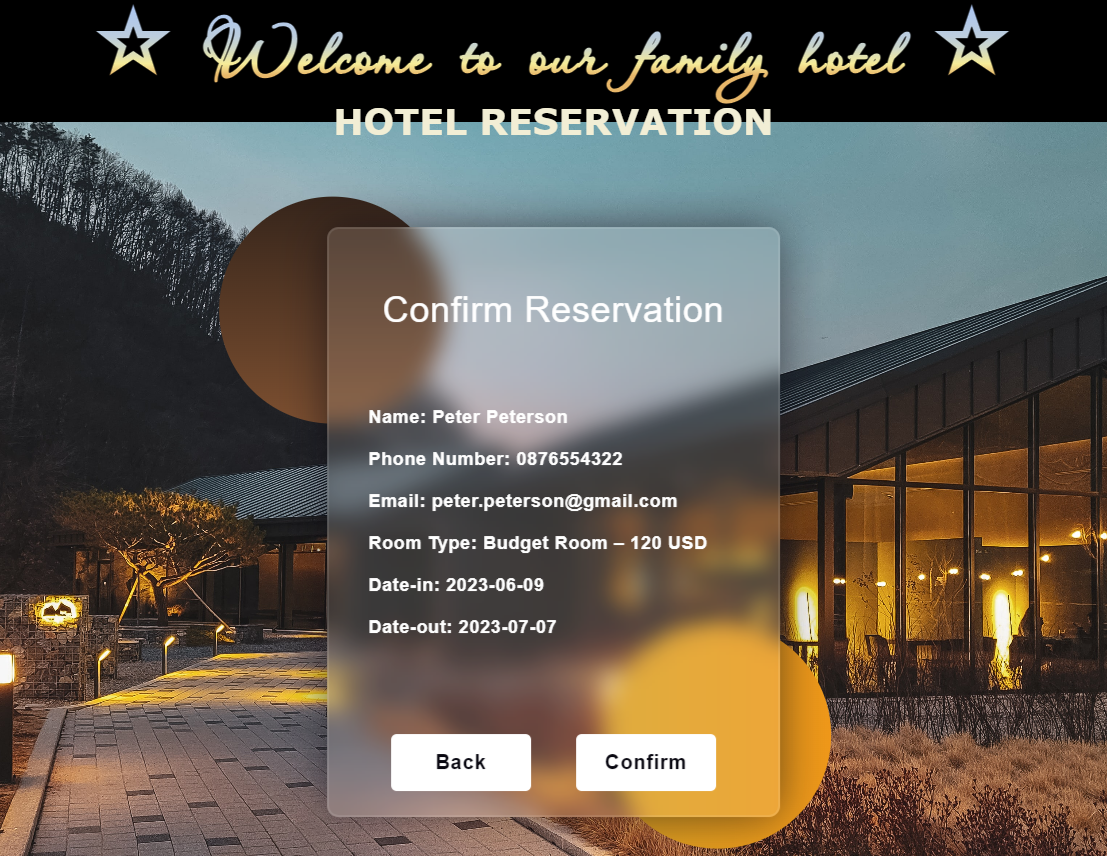 Welcome to our family hotel
HOTEL RESERVATION
Confirm Reservation
Name: Peter Peterson
Phone Number: 0876554322
Email: peter.peterson@gmail.com
Room Type: Budget Room – 120 USD
Date-in: 2023-06-09
Date-out: 2023-07-07
Back
Confirm